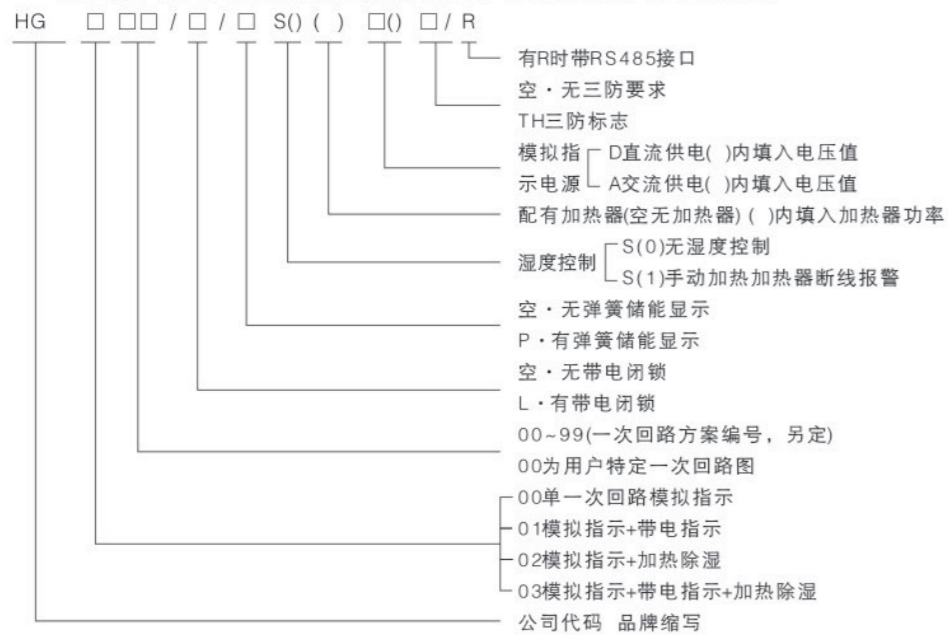 HG □ □□ / □ / □ S() ( ) □() □ / R
有R时带RS485接口
空·无三防要求
TH三防标志
模拟指 D直流供电( )内填入电压值
示电源 A交流供电( )内填入电压值
配有加热器(空无加热器) ( )内填入加热器功率
湿度控制
S(0)无湿度控制
S(1)手动加热加热器断线报警
空·无弹簧储能显示
P·有弹簧储能显示
空·无带电闭锁
L·有带电闭锁
00~99(一次回路方案编号，另定)
00为用户特定一次回路图
00单一次回路模拟指示
01模拟指示+带电指示
02模拟指示+加热除湿
03模拟指示+带电指示+加热除湿
公司代码 品牌缩写